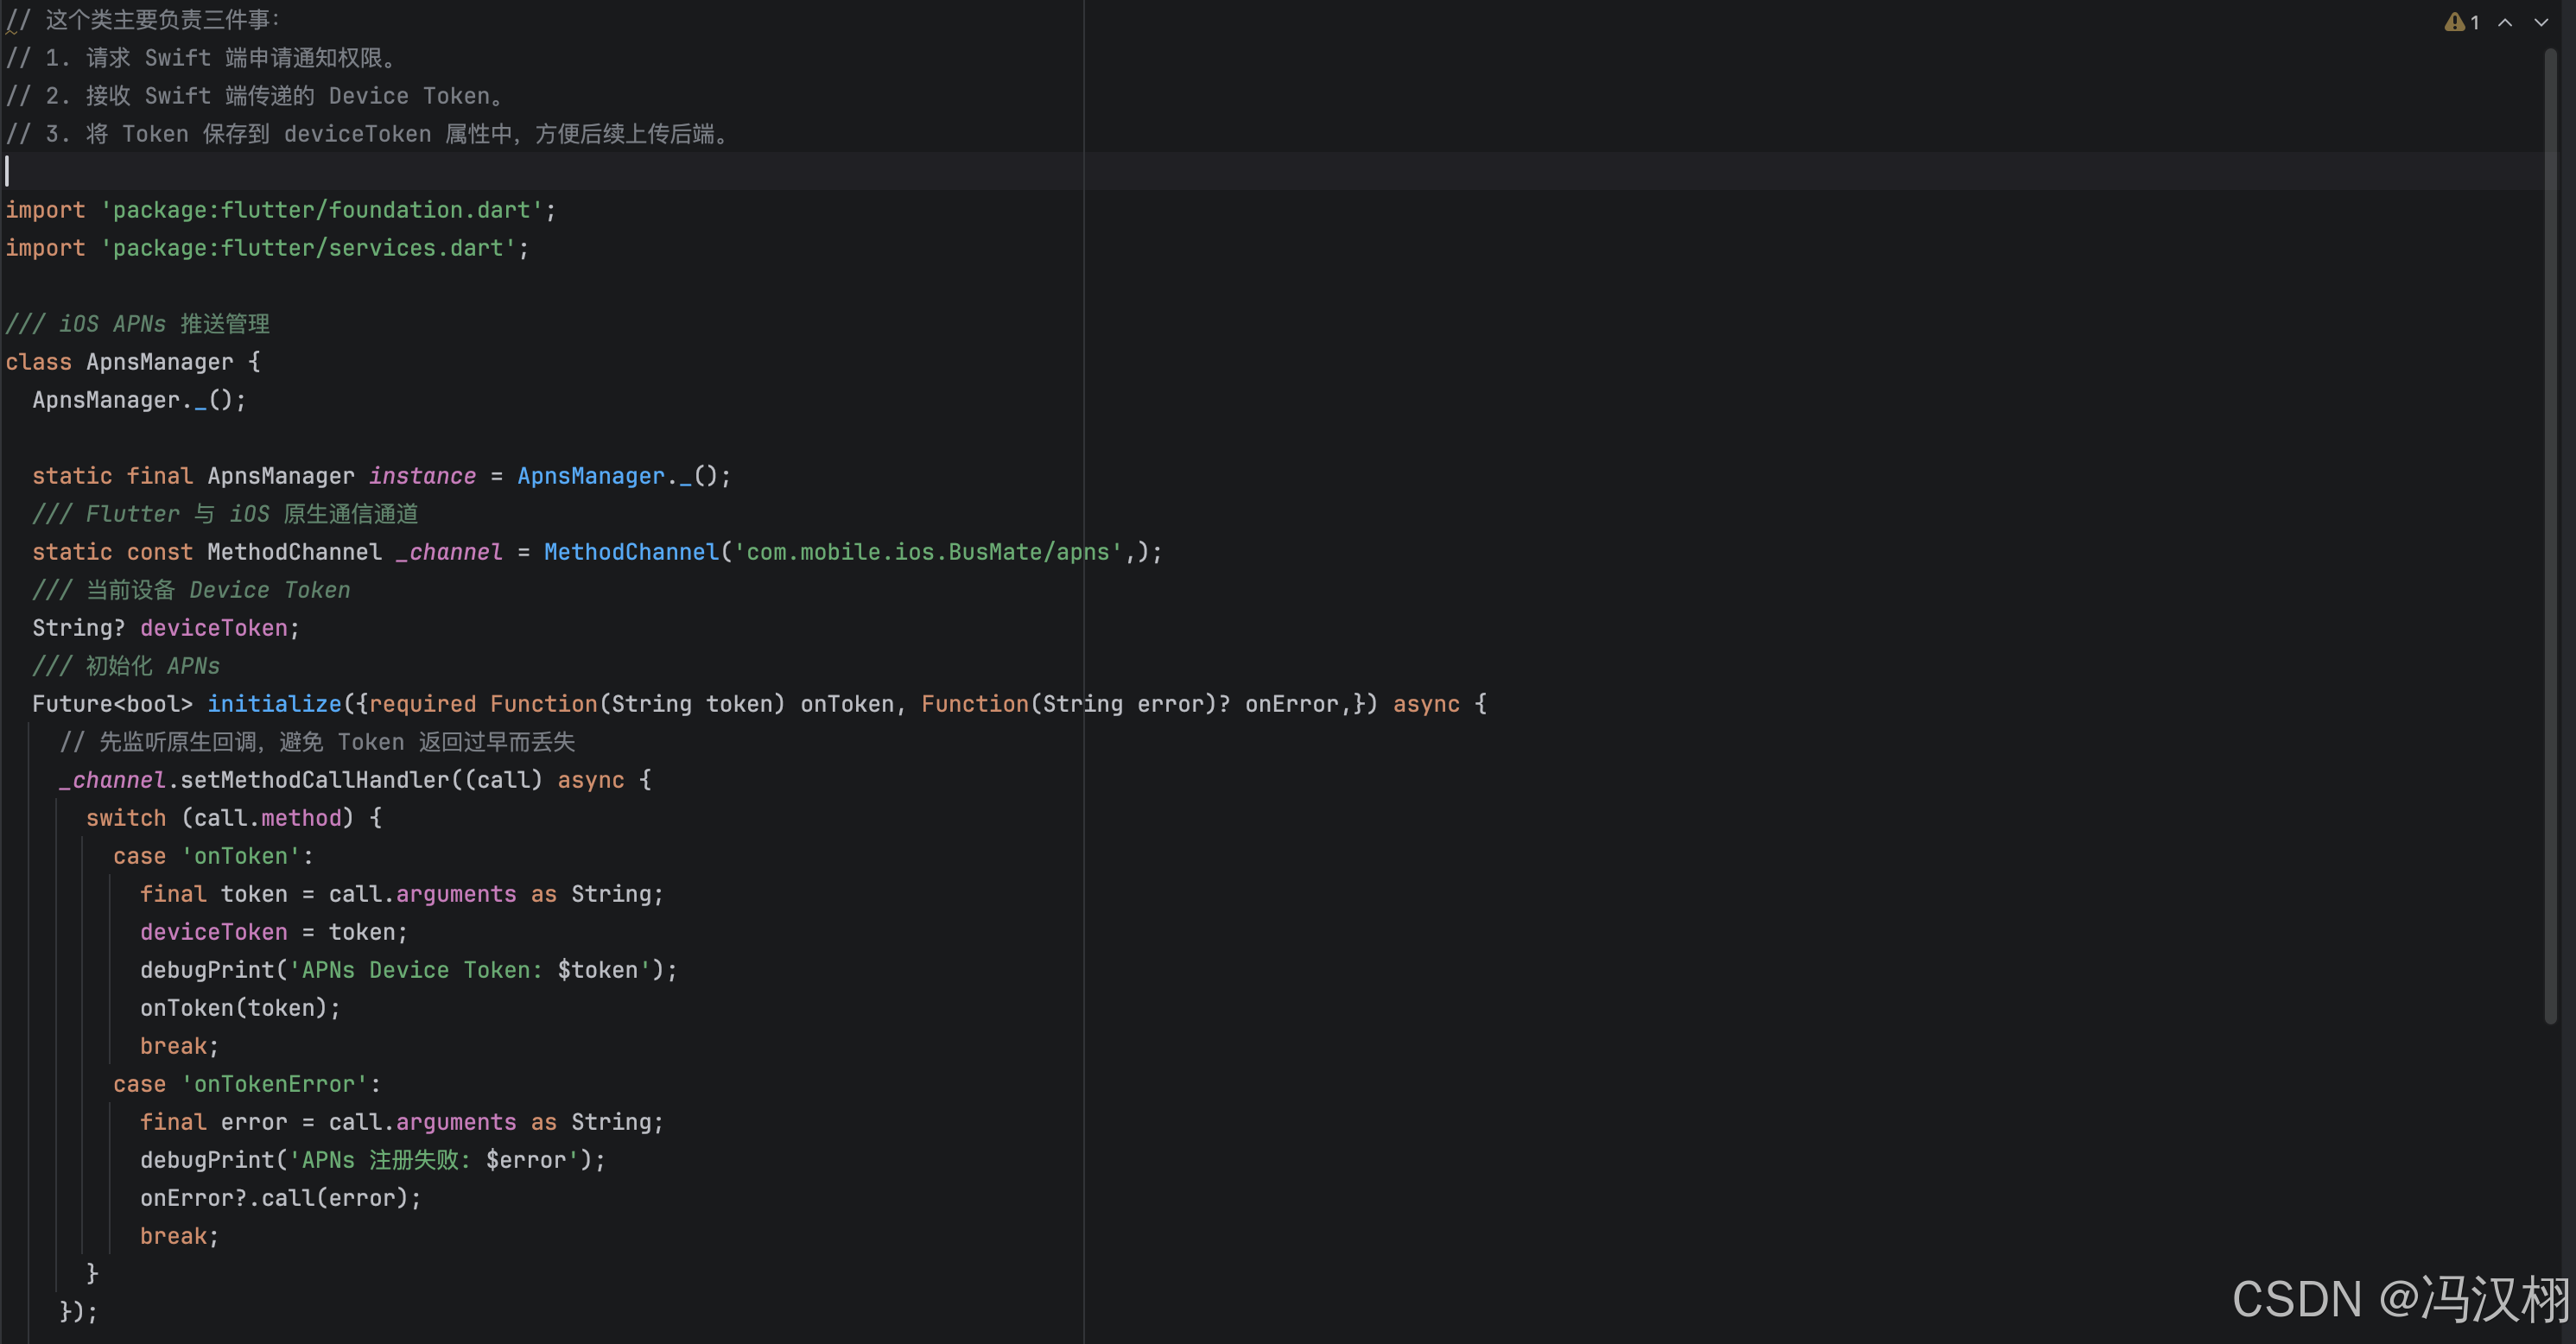 // 这个类主要负责三件事：
// 1. 请求 Swift 端申请通知权限。
// 2. 接收 Swift 端传递的 Device Token。
// 3. 将 Token 保存到 deviceToken 属性中，方便后续上传后端。
import 'package:flutter/foundation.dart';
import 'package:flutter/services.dart';
/// iOS APNs 推送管理
class ApnsManager {
ApnsManager._();
static final ApnsManager instance = ApnsManager._();
/// Flutter 与 iOS 原生通信通道
static const MethodChannel _channel = MethodChannel('com.mobile.ios.BusMate/apns',);
/// 当前设备 Device Token
String? deviceToken;
/// 初始化 APNs
Future<bool> initialize({required Function(String token) onToken, Function(String error)? onError,}) async {
// 先监听原生回调，避免 Token 返回过早而丢失
_channel.setMethodCallHandler((call) async {
switch (call.method) {
case 'onToken':
final token = call.arguments as String;
deviceToken = token;
debugPrint('APNs Device Token: $token');
onToken(token);
break;
case 'onTokenError':
final error = call.arguments as String;
debugPrint('APNs 注册失败: $error');
onError?.call(error);
break;
}
});
1
CSDN @冯汉栩